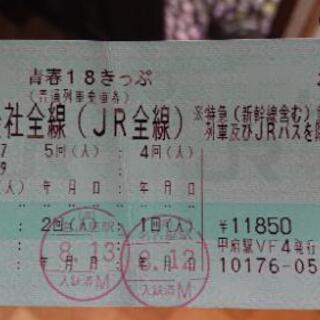 青春18きっぷ
(普通列車乗車券)
社全線(JR全線) ※特急(新幹線含む)
列車及びJRバスを
7 5回(人) : 4回(人) :
9
年 月 日 : 年 月 日
: 2回(人) : 1回(人) : ¥11850
8.13 8.12
入鋏済M 入鋏済M
甲府駅VF4発行
10176-05